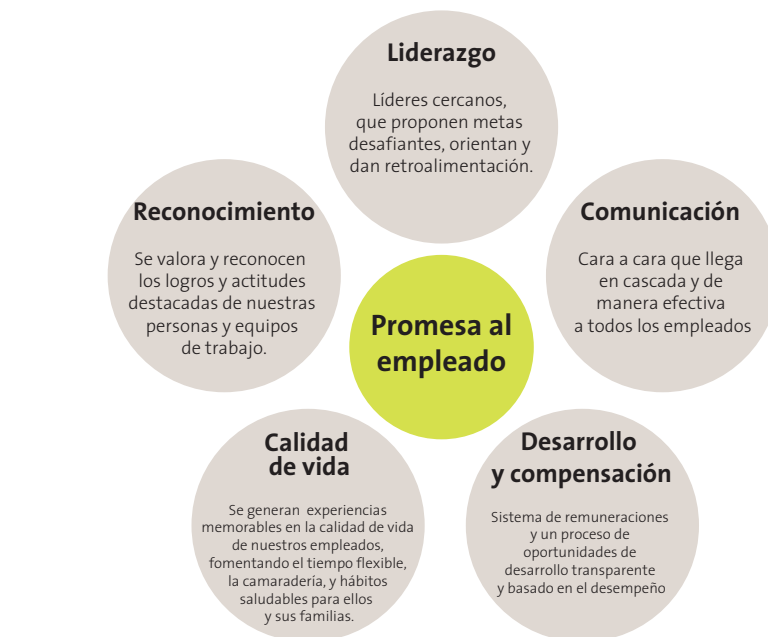 Liderazgo
Líderes cercanos,
que proponen metas
desafiantes, orientan y
dan retroalimentación.
Reconocimiento
Se valora y reconocen
los logros y actitudes
destacadas de nuestras
personas y equipos
de trabajo.
Comunicación
Cara a cara que llega
en cascada y de
manera efectiva
a todos los empleados
Promesa al
empleado
Calidad
de vida
Se generan experiencias
memorables en la calidad de vida
de nuestros empleados,
fomentando el tiempo flexible,
la camaradería, y hábitos
saludables para ellos
y sus familias.
Desarrollo
y compensación
Sistema de remuneraciones
y un proceso de
oportunidades de
desarrollo transparente
y basado en el desempeño